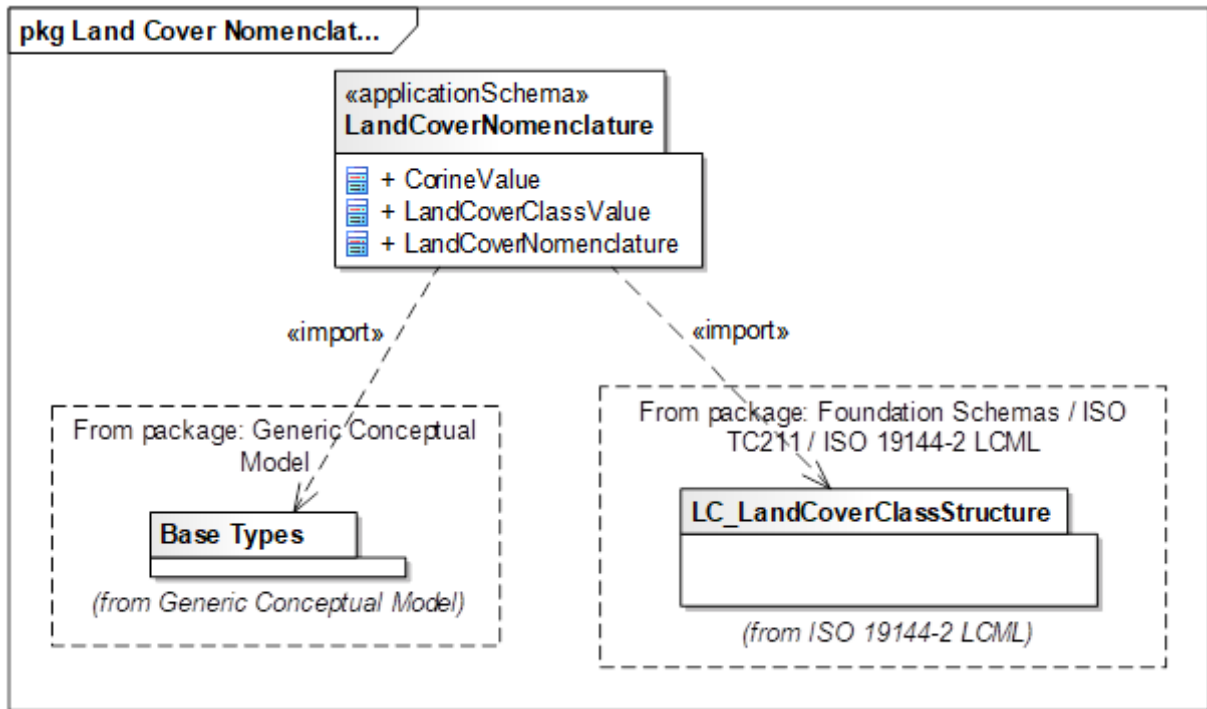 pkg Land Cover Nomenclat...
«applicationSchema»
LandCoverNomenclature
+ CorineValue
+ LandCoverClassValue
+ LandCoverNomenclature
«import»
«import»
From package: Generic Conceptual
Model
Base Types
(from Generic Conceptual Model)
From package: Foundation Schemas / ISO
TC211 / ISO 19144-2 LCML
LC_LandCoverClassStructure
(from ISO 19144-2 LCML)